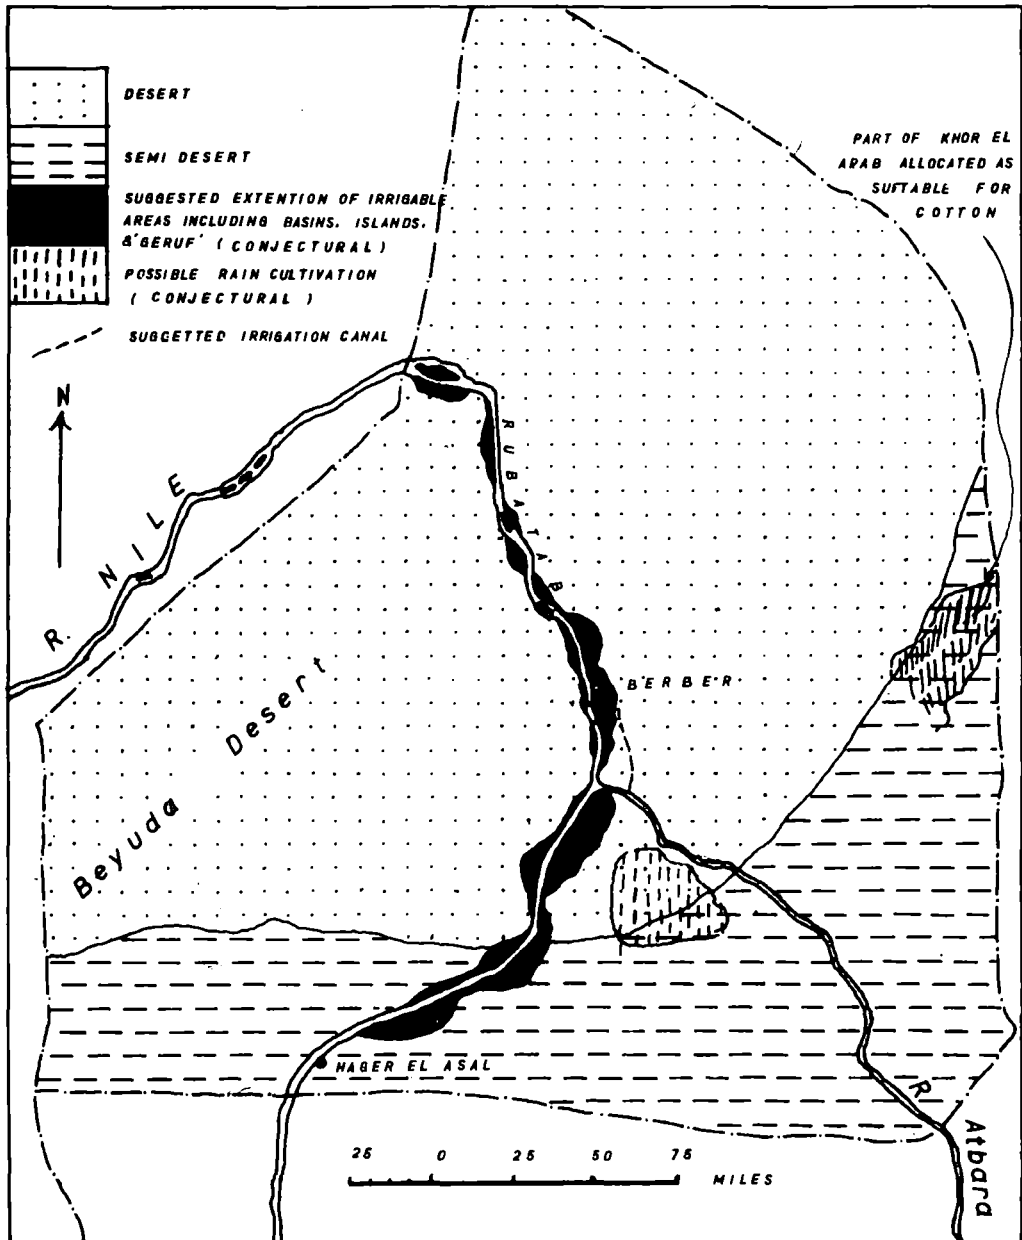 DESERT
SEMI DESERT
SUGGESTED EXTENTION OF IRRIGABLE
AREAS INCLUDING BASINS, ISLANDS,
&'GERUF' ( CONJECTURAL )
POSSIBLE RAIN CULTIVATION
( CONJECTURAL )
SUGGETTED IRRIGATION CANAL
PART OF KHOR EL
ARAB ALLOCATED AS
SUFTABLE FOR
COTTON
N
R. NILE
RUBATAB
BERBER
Beyuda Desert
HAGER EL ASAL
R Atbara
25 0 25 50 75
MILES